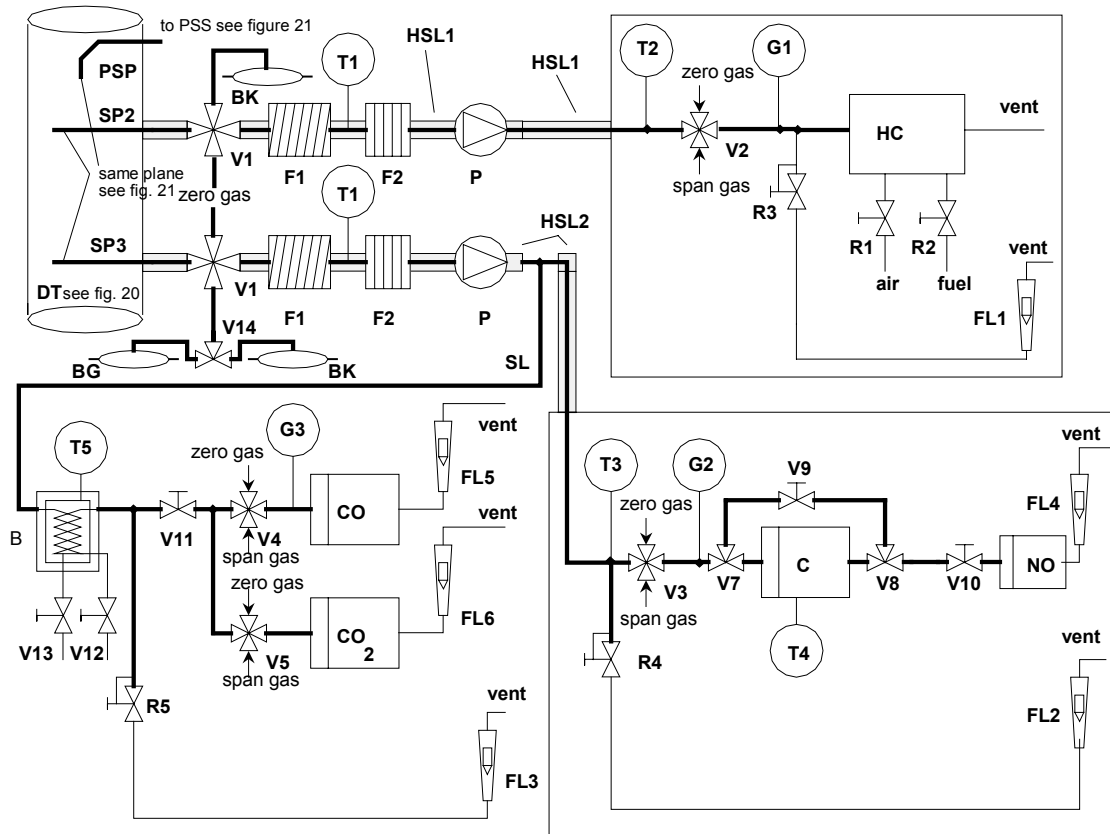 to PSS see figure 21
PSP
HSL1
HSL1
T2
G1
T1
zero gas
BK
SP2
vent
HC
V1
V2
same plane
see fig. 21
zero gas
F1
F2
P
span gas
T1
R3
HSL2
SP3
R1
R2
vent
DT see fig. 20
V1
air
fuel
F1
F2
P
FL1
V14
BG
BK
SL
vent
G3
T5
zero gas
FL5
vent
T3
G2
V9
FL4
vent
B
CO
V11
V4
span gas
zero gas
zero gas
C
NO
V3
V7
V8
V10
span gas
FL6
CO
2
V5
span gas
V13
V12
T4
R4
vent
R5
vent
FL2
FL3